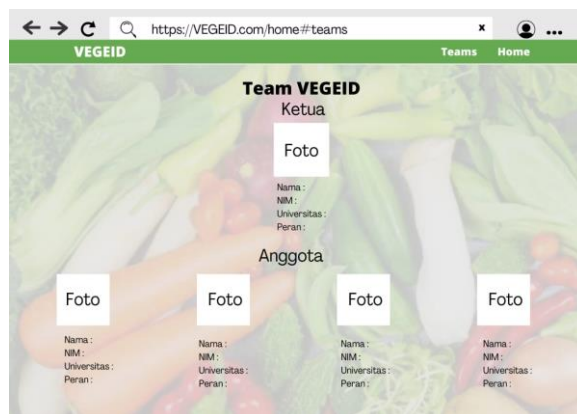 https://VEGEID.com/home#teams x
VEGEID Teams Home
Team VEGEID
Ketua
Foto
Nama :
NIM :
Universitas :
Peran :
Anggota
Foto Foto Foto Foto
Nama : Nama : Nama : Nama :
NIM : NIM : NIM : NIM :
Universitas : Universitas : Universitas : Universitas :
Peran : Peran : Peran : Peran :